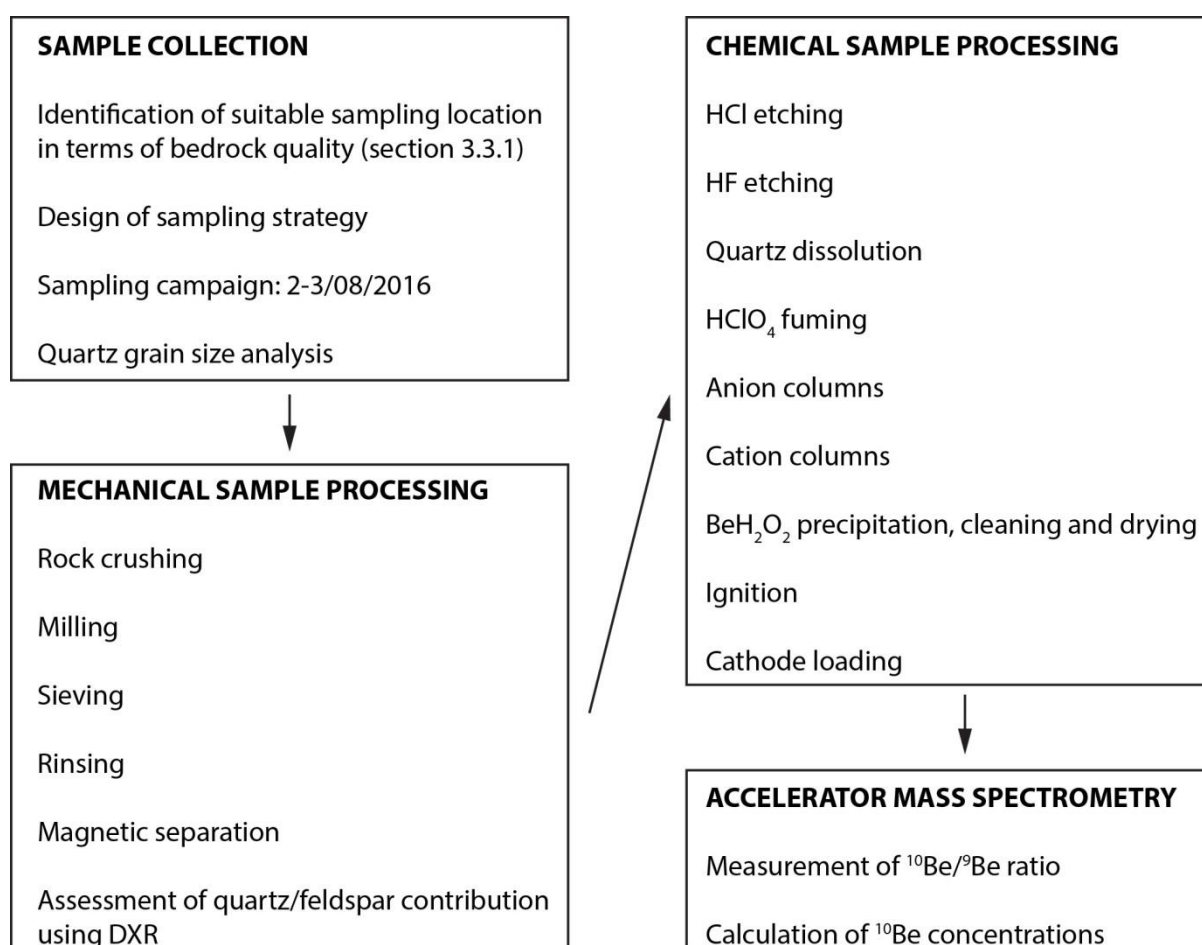 SAMPLE COLLECTION
Identification of suitable sampling location
in terms of bedrock quality (section 3.3.1)
Design of sampling strategy
Sampling campaign: 2-3/08/2016
Quartz grain size analysis
MECHANICAL SAMPLE PROCESSING
Rock crushing
Milling
Sieving
Rinsing
Magnetic separation
Assessment of quartz/feldspar contribution
using DXR
CHEMICAL SAMPLE PROCESSING
HCl etching
HF etching
Quartz dissolution
HClO₄ fuming
Anion columns
Cation columns
BeH₂O₂ precipitation, cleaning and drying
Ignition
Cathode loading
ACCELERATOR MASS SPECTROMETRY
Measurement of ¹⁰Be/⁹Be ratio
Calculation of ¹⁰Be concentrations